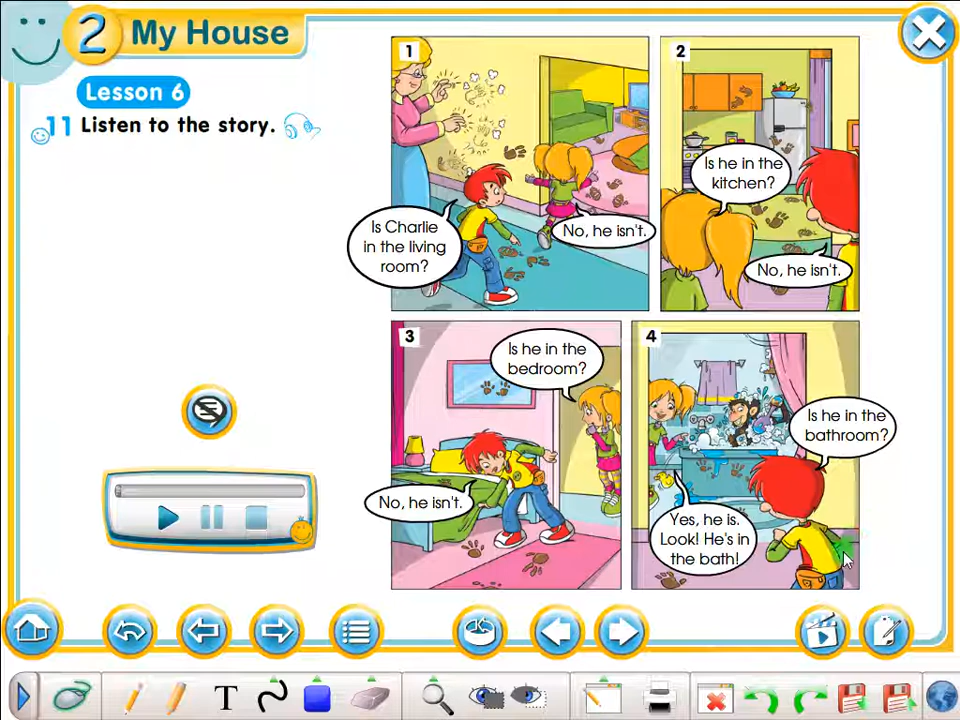 2 My House
Lesson 6
11 Listen to the story.
1
Is Charlie
in the living
room?
No, he isn't.
2
Is he in the
kitchen?
No, he isn't.
3
Is he in the
bedroom?
No, he isn't.
4
Is he in the
bathroom?
Yes, he is.
Look! He's in
the bath!
T